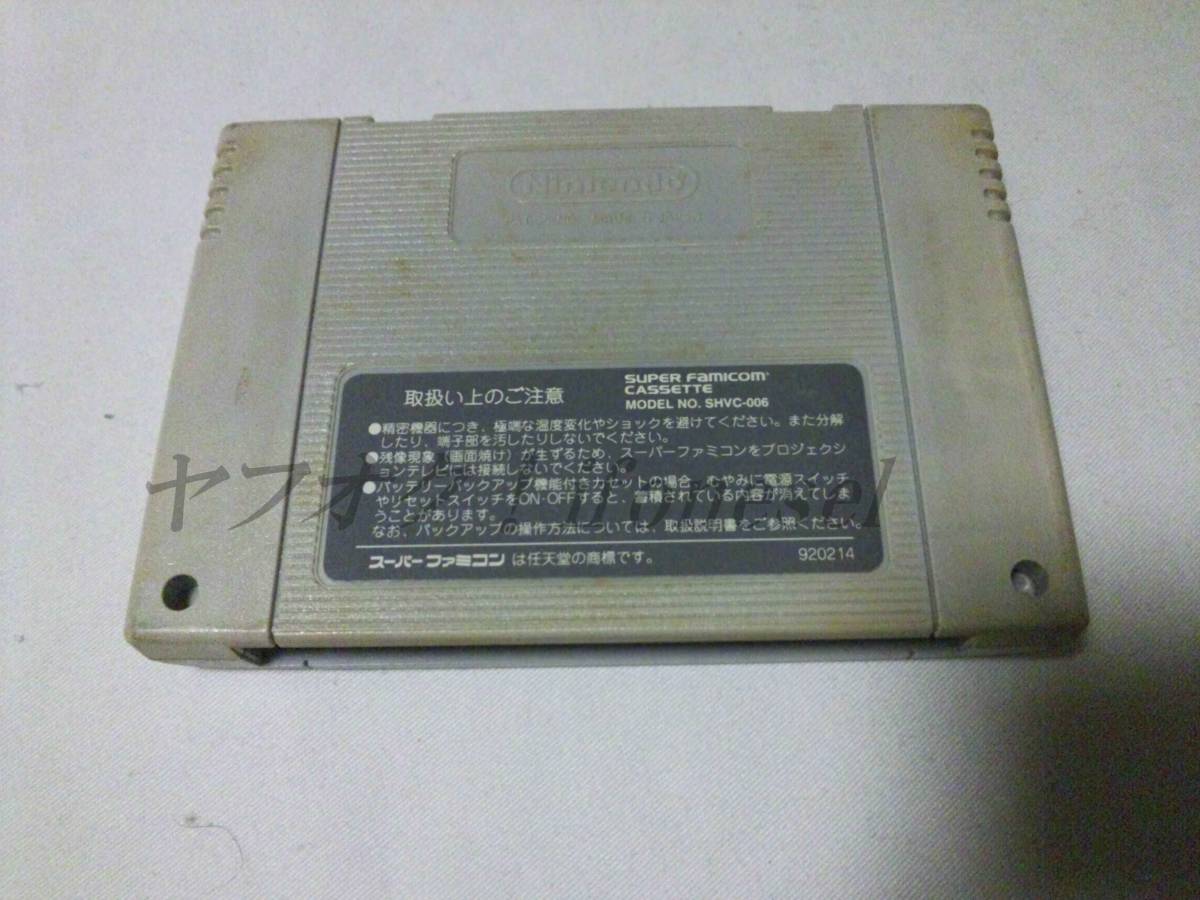 Nintendo
取扱い上のご注意
SUPER FAMICOM
CASSETTE
MODEL NO. SHVC-006
●精密機器につき、極端な温度変化やショックを避けてください。また分解
したり、端子部を汚したりしないでください。
●残像現象（画面焼け）が生ずるため、スーパーファミコンをプロジェクシ
ョンテレビには接続しないでください。
●バッテリーバックアップ機能付きカセットの場合、むやみに電源スイッチ
やリセットスイッチをON・OFFすると、蓄積されている内容が消えてしま
うことがあります。
なお、バックアップの操作方法については、取扱説明書をご参照ください。
スーパーファミコンは任天堂の商標です。
920214
ヤフオク